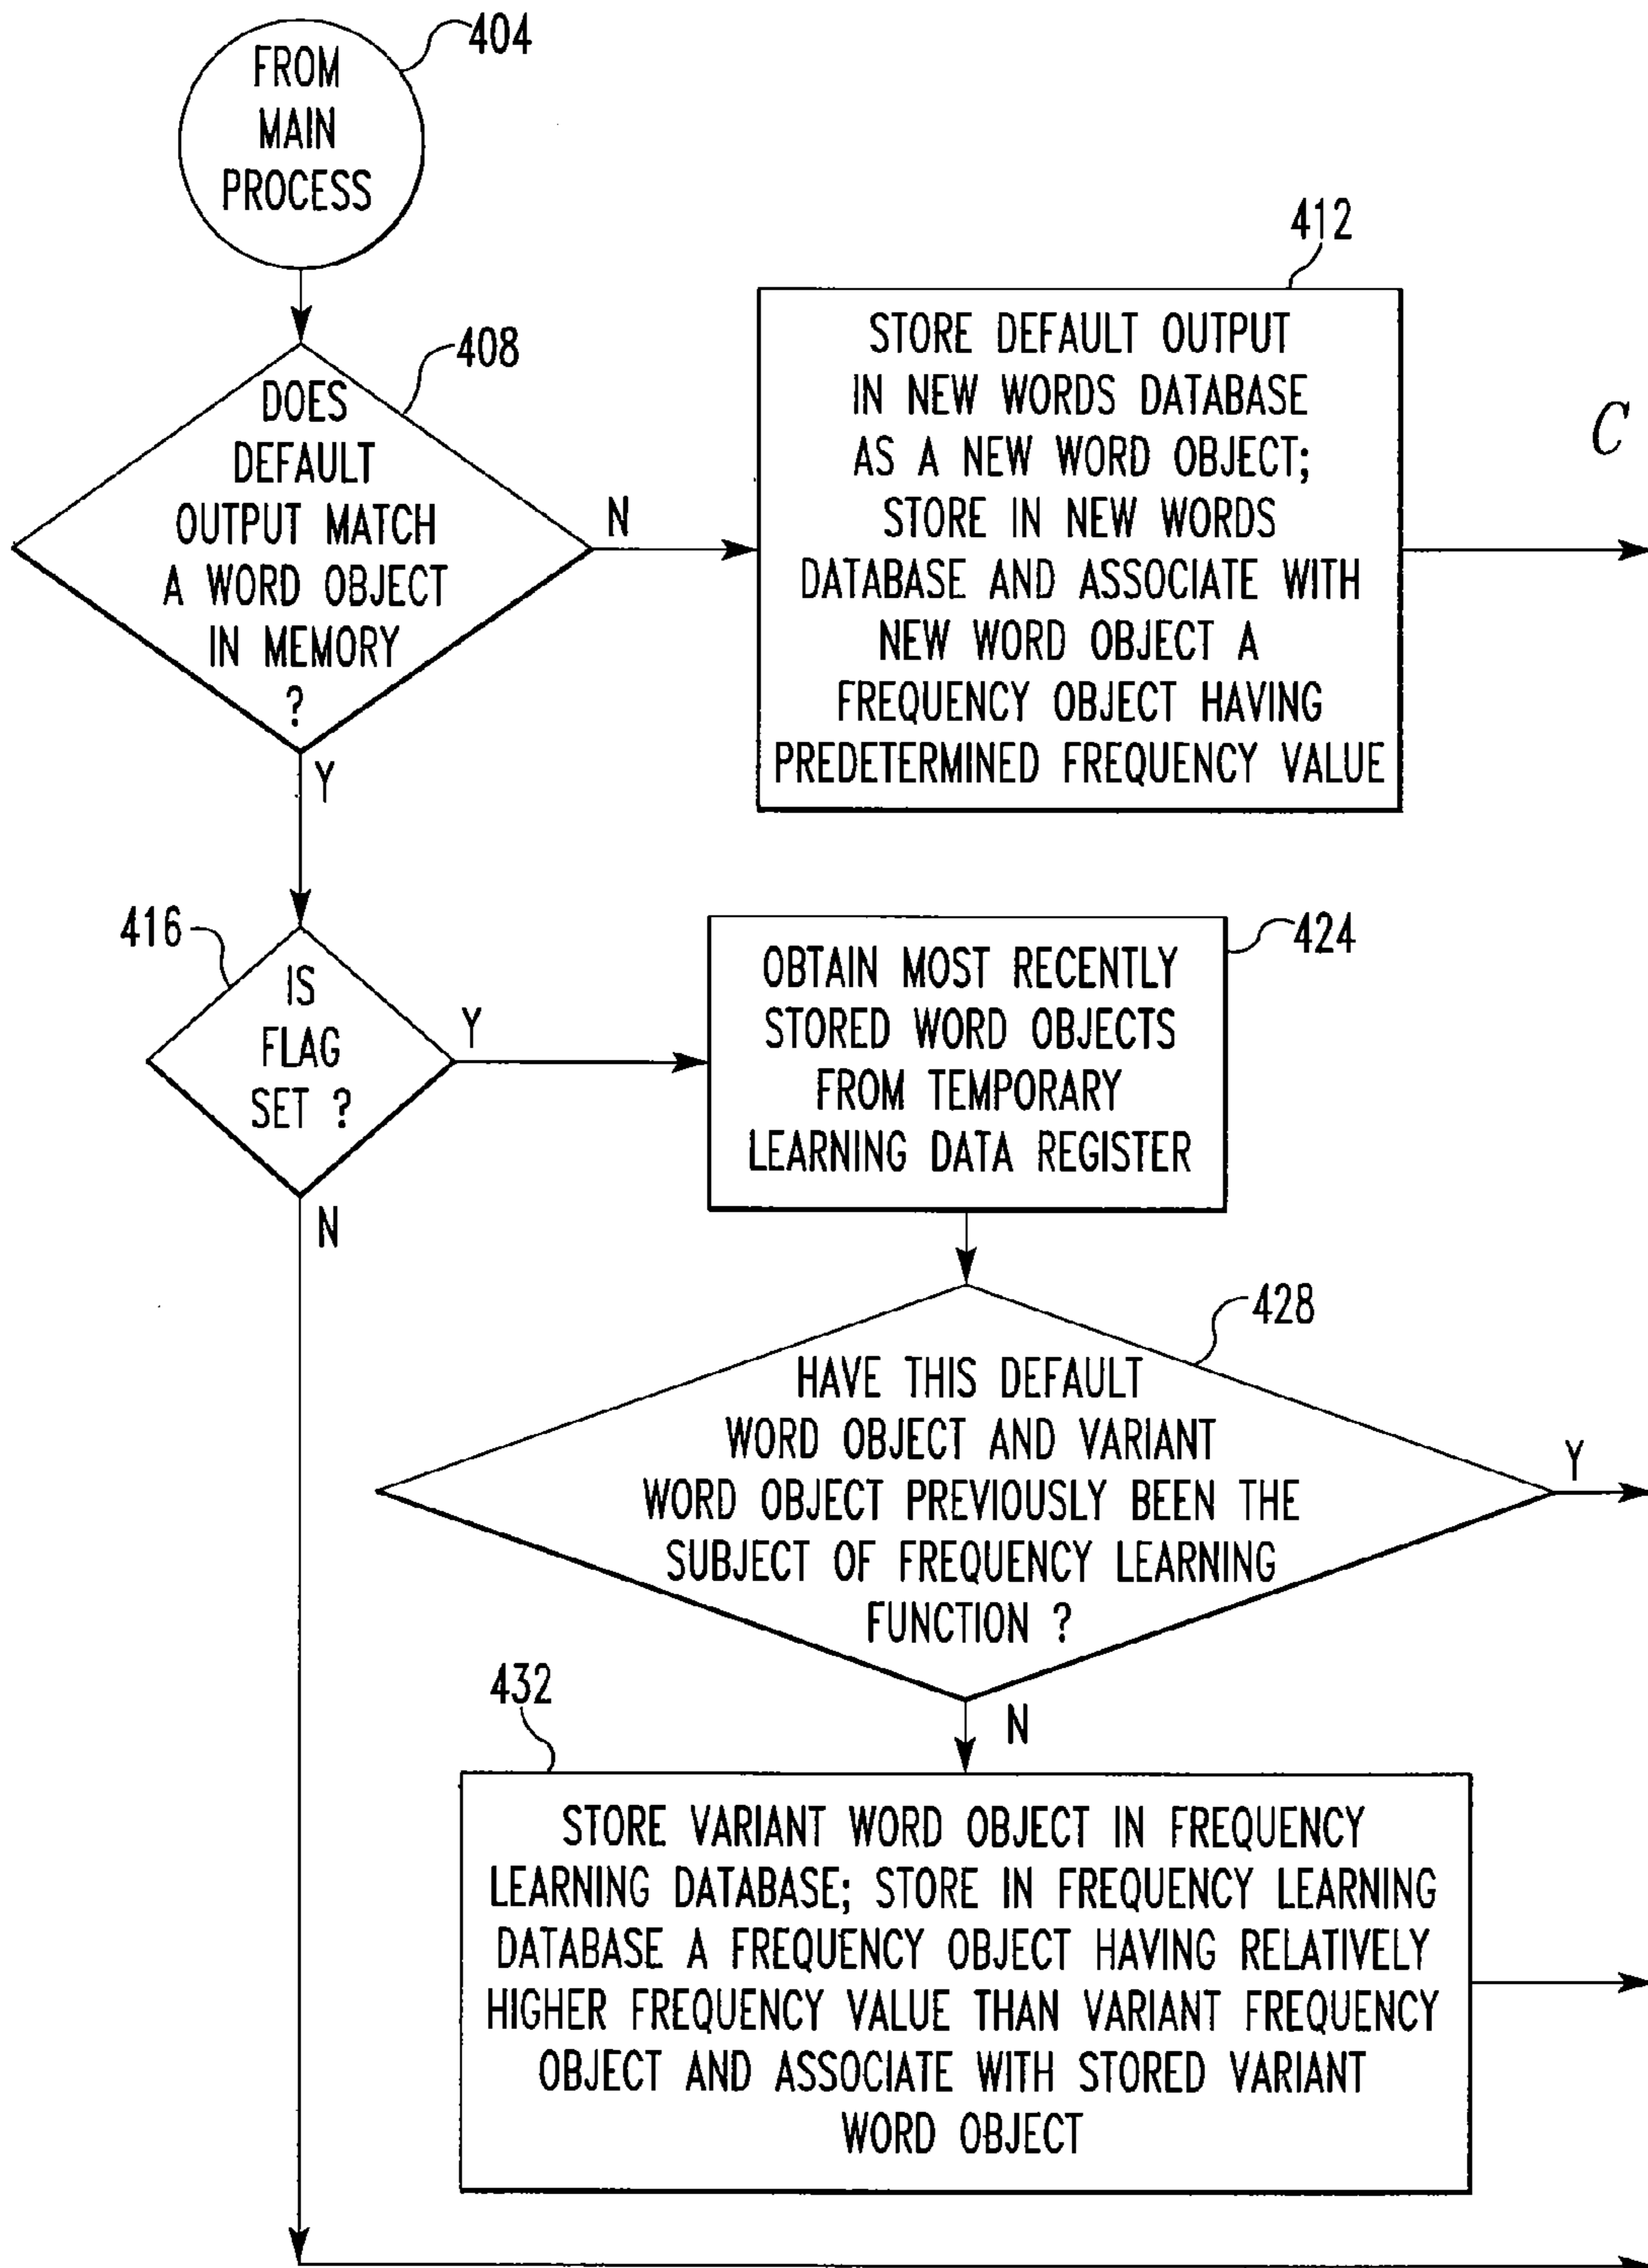 404
FROM
MAIN
PROCESS
412
408
DOES
DEFAULT
OUTPUT MATCH
A WORD OBJECT
IN MEMORY
?
N
Y
STORE DEFAULT OUTPUT
IN NEW WORDS DATABASE
AS A NEW WORD OBJECT;
STORE IN NEW WORDS
DATABASE AND ASSOCIATE WITH
NEW WORD OBJECT A
FREQUENCY OBJECT HAVING
PREDETERMINED FREQUENCY VALUE
C
416
IS
FLAG
SET ?
Y
N
424
OBTAIN MOST RECENTLY
STORED WORD OBJECTS
FROM TEMPORARY
LEARNING DATA REGISTER
428
HAVE THIS DEFAULT
WORD OBJECT AND VARIANT
WORD OBJECT PREVIOUSLY BEEN THE
SUBJECT OF FREQUENCY LEARNING
FUNCTION ?
Y
N
432
STORE VARIANT WORD OBJECT IN FREQUENCY
LEARNING DATABASE; STORE IN FREQUENCY LEARNING
DATABASE A FREQUENCY OBJECT HAVING RELATIVELY
HIGHER FREQUENCY VALUE THAN VARIANT FREQUENCY
OBJECT AND ASSOCIATE WITH STORED VARIANT
WORD OBJECT